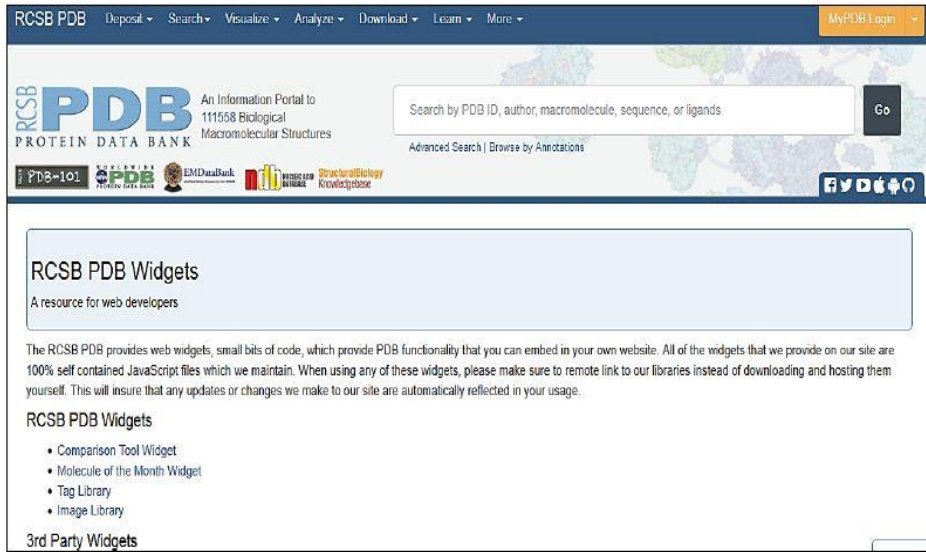 RCSB PDB Deposit Search Visualize Analyze Download Learn More MyPDB Login
RCSB PDB
PROTEIN DATA BANK
An Information Portal to
111558 Biological
Macromolecular Structures
Search by PDB ID, author, macromolecule, sequence, or ligands
Go
Advanced Search | Browse by Annotations
PDB-101
WORLDWIDE
PDB
PROTEIN DATA BANK
EMDataBank
ndb NUCLEIC ACID
DATABASE
StructuralBiology
Knowledgebase
RCSB PDB Widgets
A resource for web developers
The RCSB PDB provides web widgets, small bits of code, which provide PDB functionality that you can embed in your own website. All of the widgets that we provide on our site are
100% self contained JavaScript files which we maintain. When using any of these widgets, please make sure to remote link to our libraries instead of downloading and hosting them
yourself. This will insure that any updates or changes we make to our site are automatically reflected in your usage.
RCSB PDB Widgets
• Comparison Tool Widget
• Molecule of the Month Widget
• Tag Library
• Image Library
3rd Party Widgets